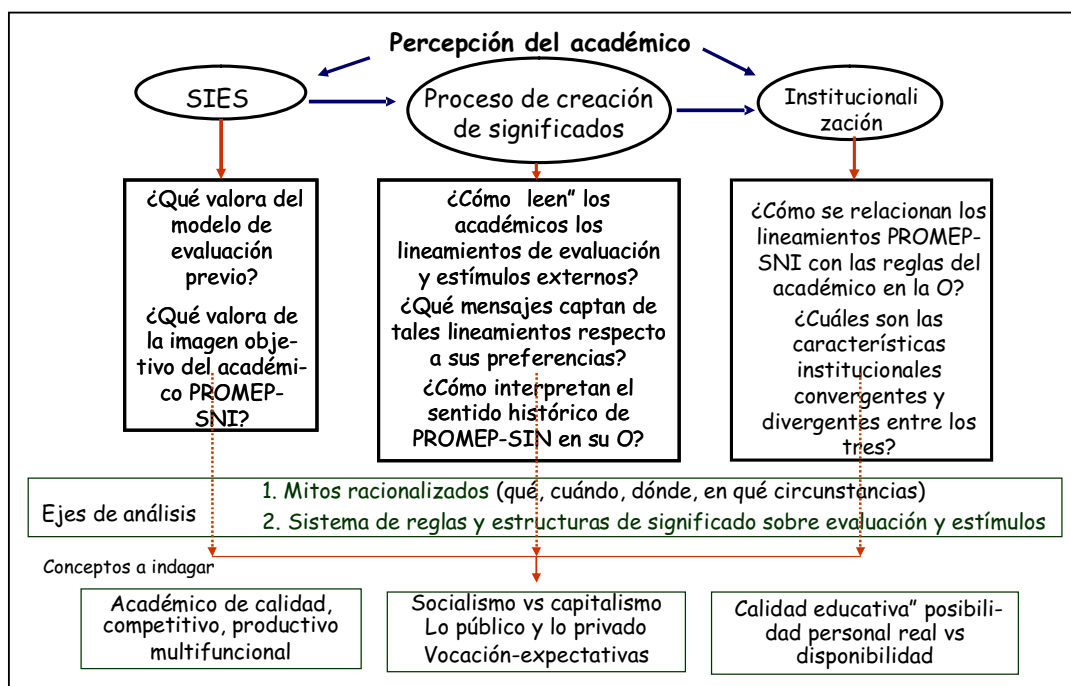 Percepción del académico
SIES
Proceso de creación
de significados
Institucionali
zación
¿Qué valora del
modelo de
evaluación
previo?
¿Qué valora de
la imagen obje-
tivo del académi-
co PROMEP-
SNI?
¿Cómo leen” los
académicos los
lineamientos de evaluación
y estímulos externos?
¿Qué mensajes captan de
tales lineamientos respecto
a sus preferencias?
¿Cómo interpretan el
sentido histórico de
PROMEP-SIN en su O?
¿Cómo se relacionan los
lineamientos PROMEP-
SNI con las reglas del
académico en la O?
¿Cuáles son las
características
institucionales
convergentes y
divergentes entre los
tres?
Ejes de análisis
1. Mitos racionalizados (qué, cuándo, dónde, en qué circunstancias)
2. Sistema de reglas y estructuras de significado sobre evaluación y estímulos
Conceptos a indagar
Académico de calidad,
competitivo, productivo
multifuncional
Socialismo vs capitalismo
Lo público y lo privado
Vocación-expectativas
Calidad educativa” posibili-
dad personal real vs
disponibilidad